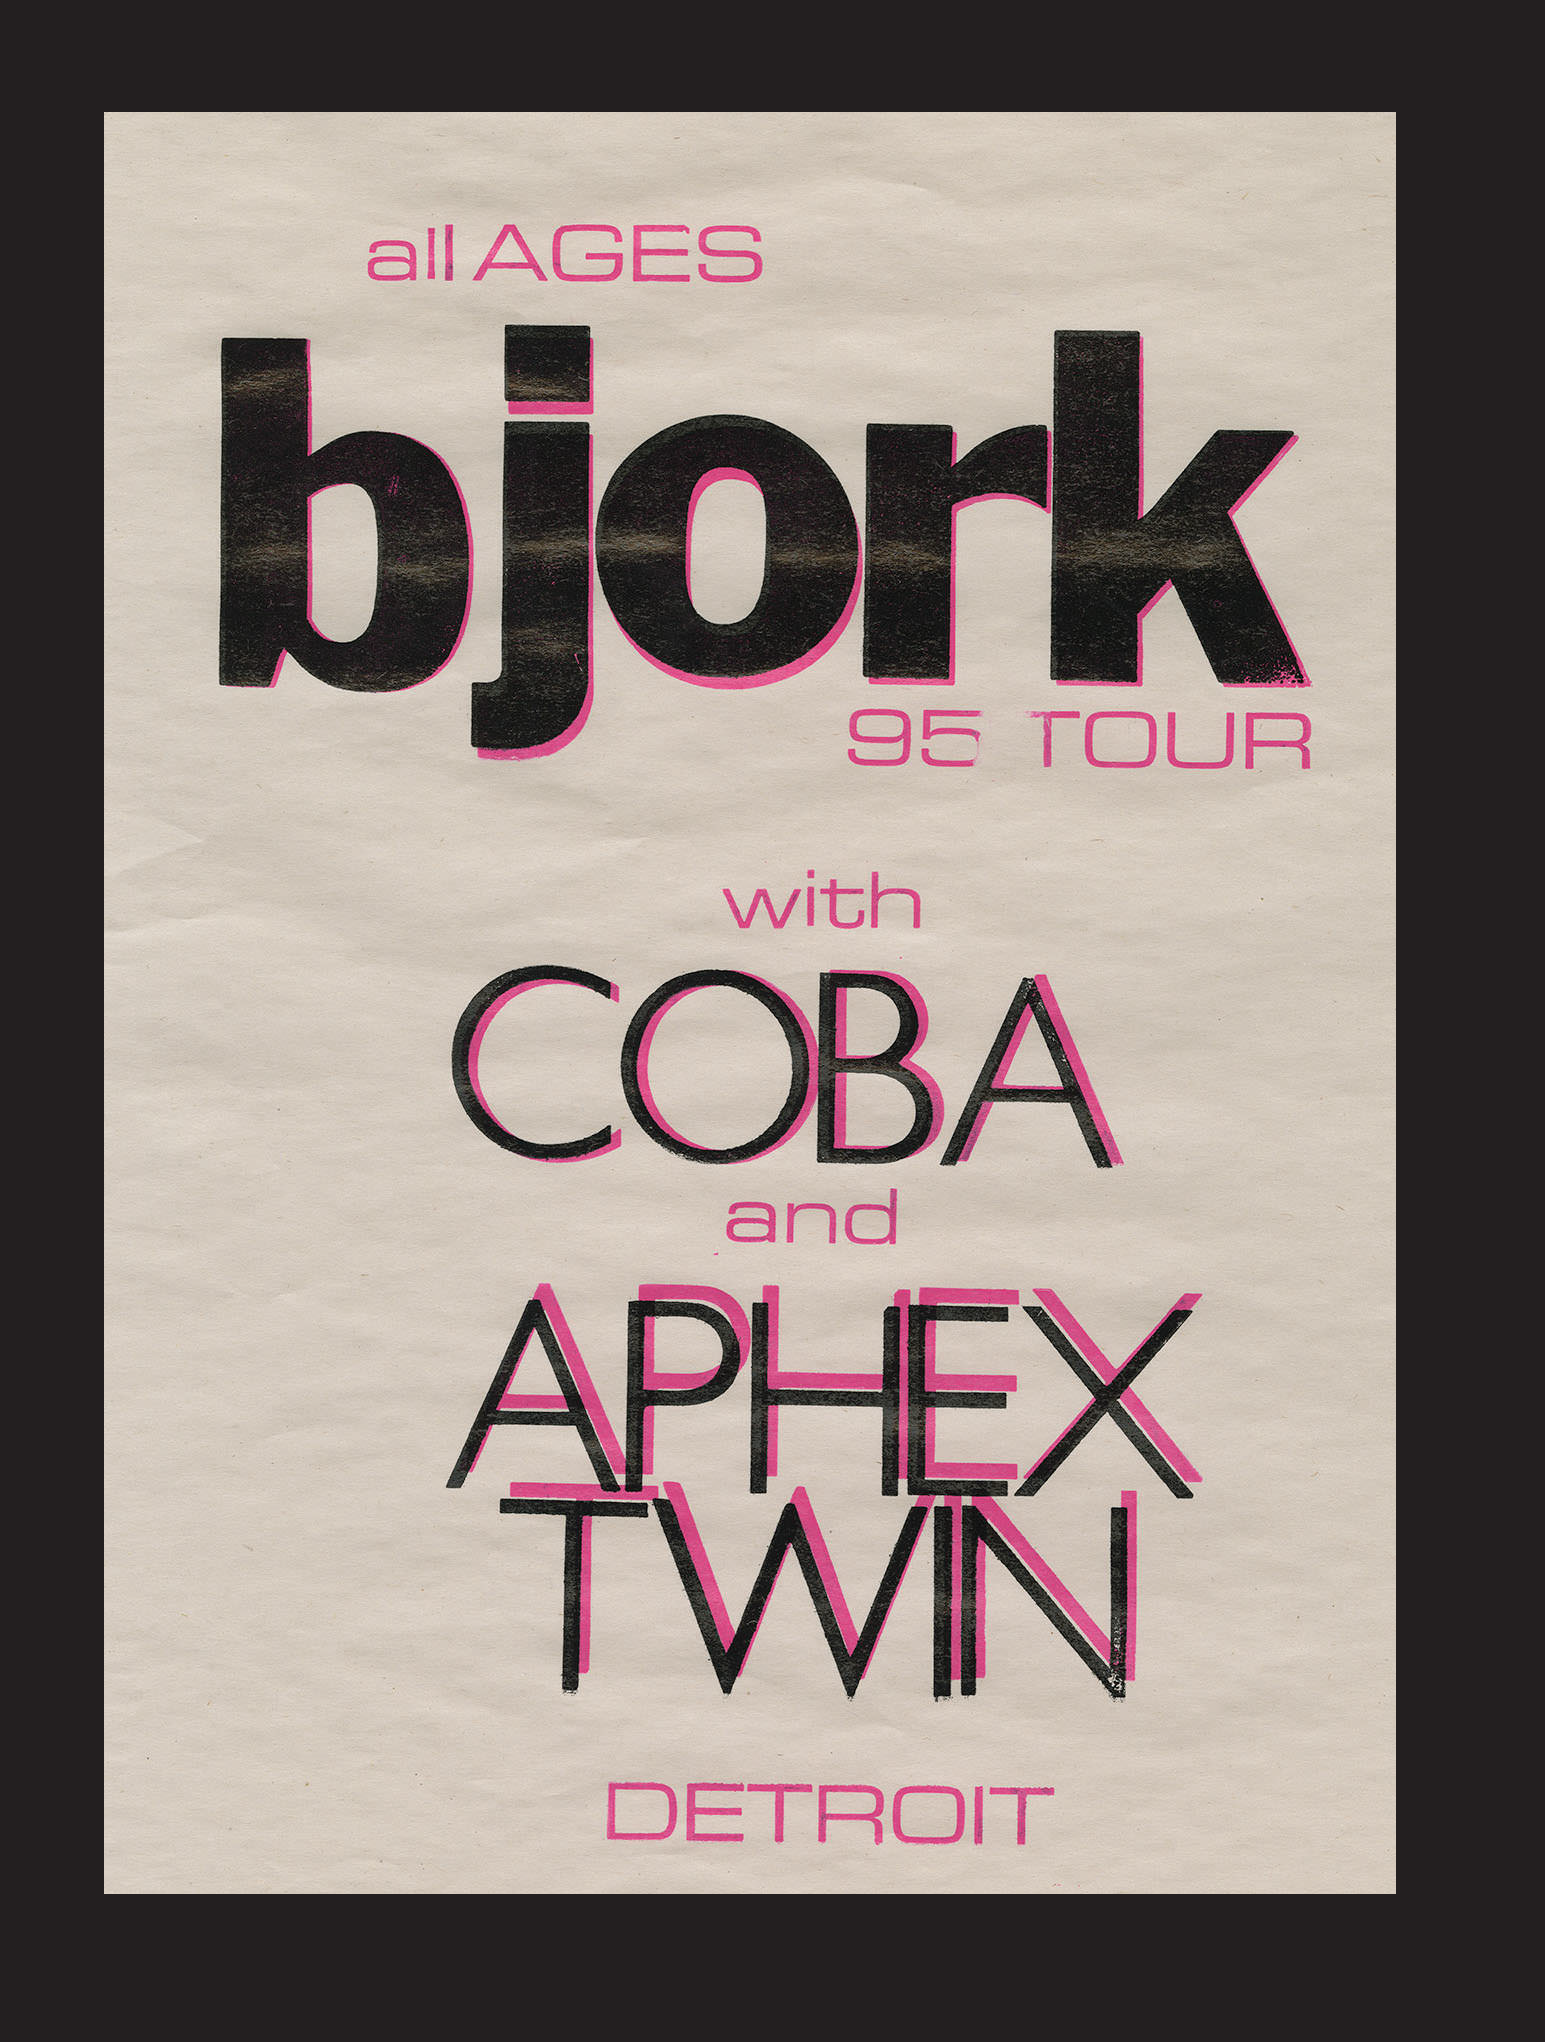 all AGES
bjork
95 TOUR
with
COBA
and
APHEX
TWIN
DETROIT